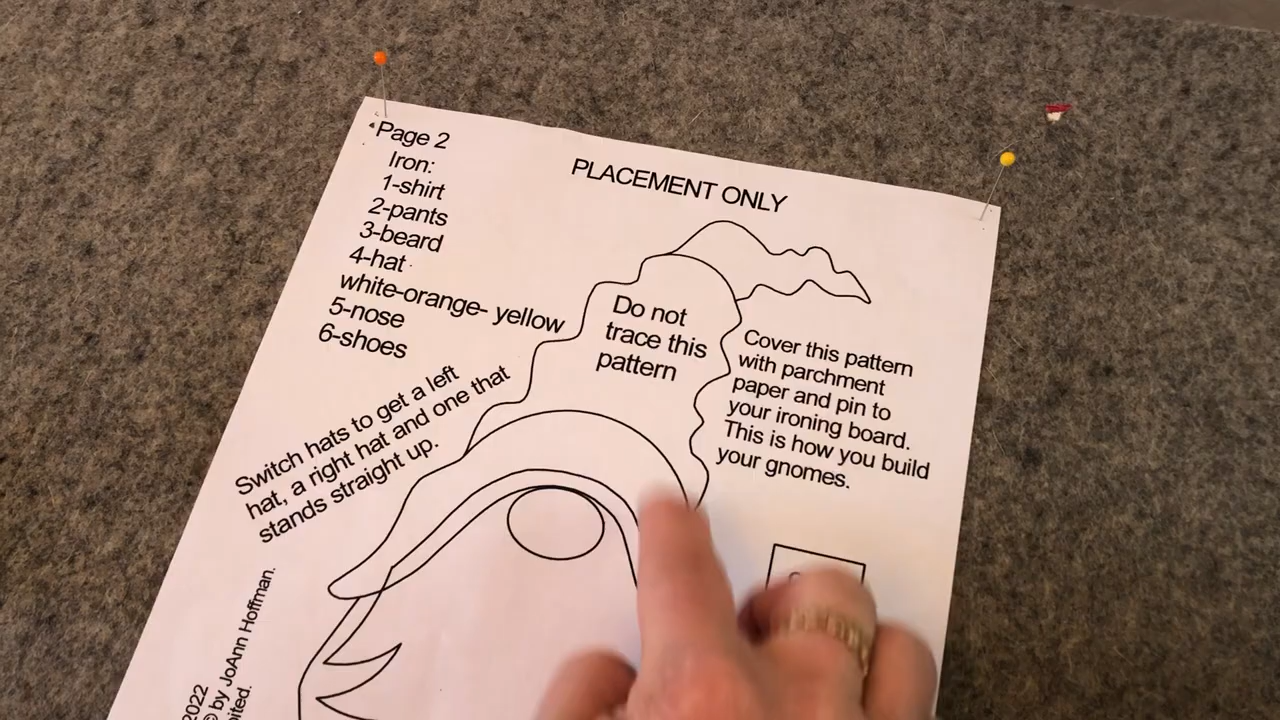 Page 2
Iron:
1-shirt
2-pants
3-beard
4-hat
white-orange- yellow
5-nose
6-shoes
PLACEMENT ONLY
Do not
trace this
pattern
Cover this pattern
with parchment
paper and pin to
your ironing board.
This is how you build
your gnomes.
Switch hats to get a left
hat, a right hat and one that
stands straight up.
2022
© by JoAnn Hoffman.